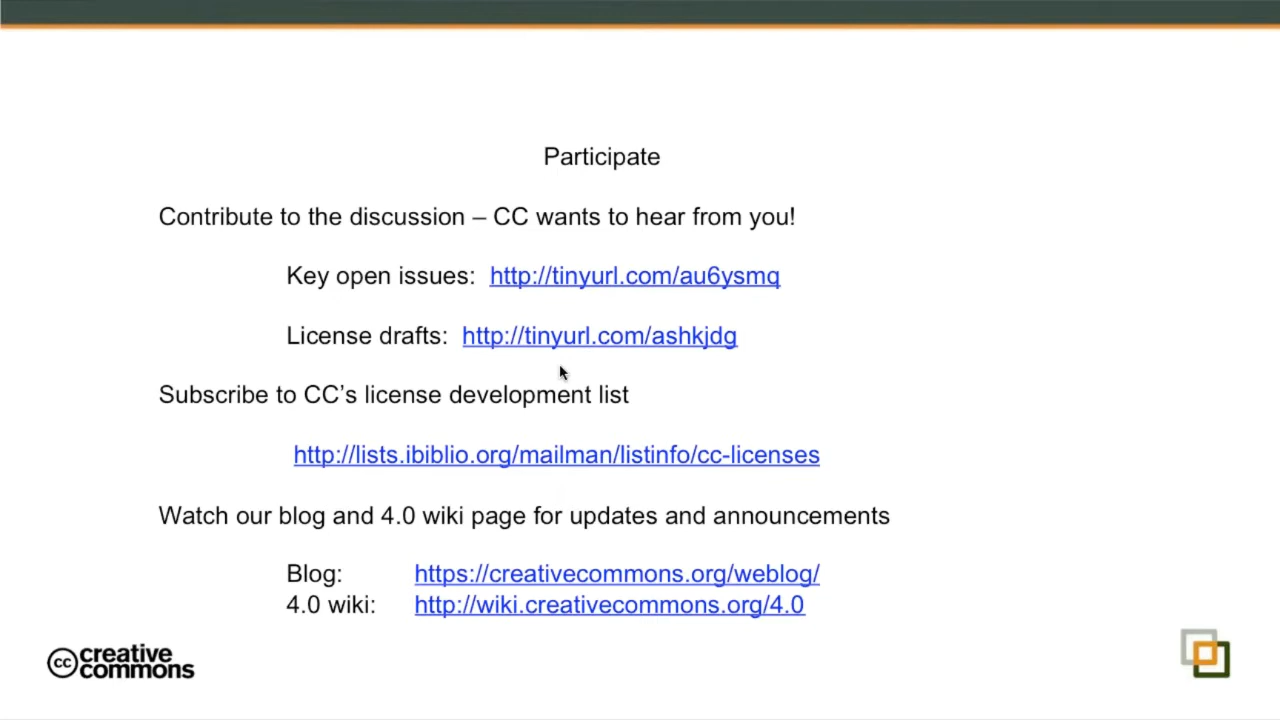 Participate
Contribute to the discussion – CC wants to hear from you!
Key open issues: http://tinyurl.com/au6ysmq
License drafts: http://tinyurl.com/ashkjdg
Subscribe to CC’s license development list
http://lists.ibiblio.org/mailman/listinfo/cc-licenses
Watch our blog and 4.0 wiki page for updates and announcements
Blog: https://creativecommons.org/weblog/
4.0 wiki: http://wiki.creativecommons.org/4.0
cc creative
commons